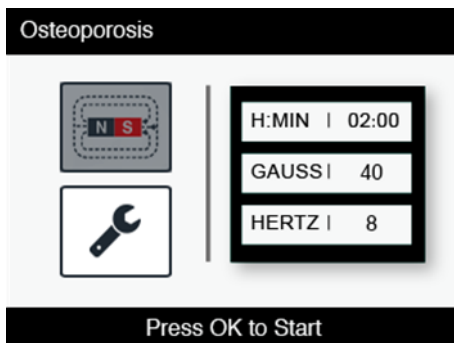 Osteoporosis
N S
H:MIN | 02:00
GAUSS | 40
HERTZ | 8
Press OK to Start